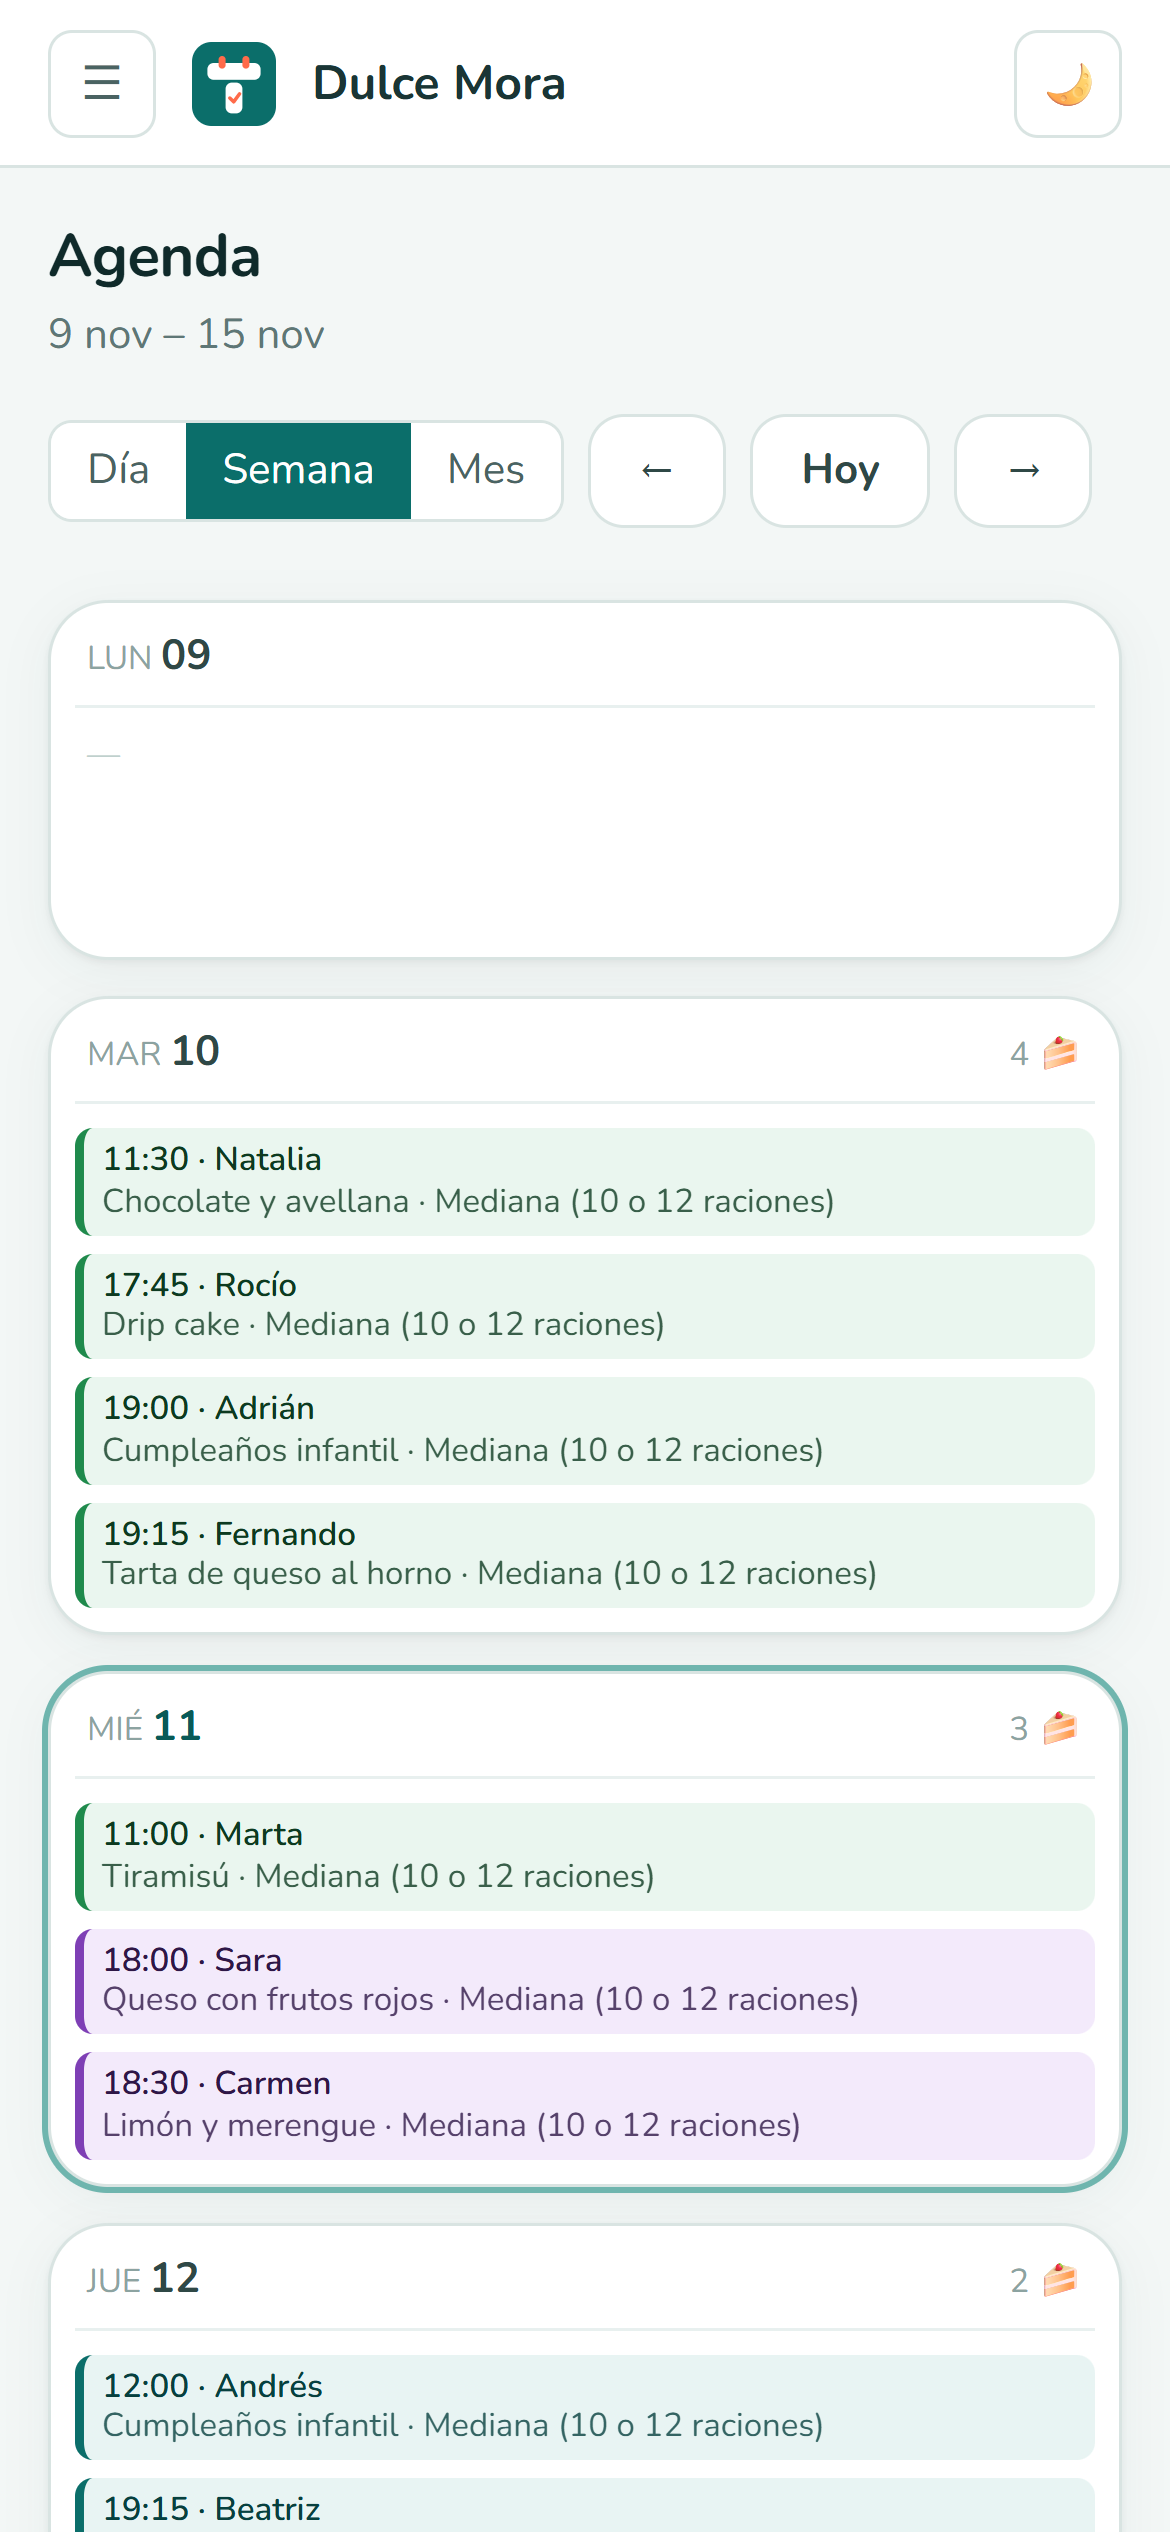 Dulce Mora
Agenda
9 nov – 15 nov
Día Semana Mes ← Hoy →
LUN 09
—
MAR 10 4
11:30 · Natalia
Chocolate y avellana · Mediana (10 o 12 raciones)
17:45 · Rocío
Drip cake · Mediana (10 o 12 raciones)
19:00 · Adrián
Cumpleaños infantil · Mediana (10 o 12 raciones)
19:15 · Fernando
Tarta de queso al horno · Mediana (10 o 12 raciones)
MIÉ 11 3
11:00 · Marta
Tiramisú · Mediana (10 o 12 raciones)
18:00 · Sara
Queso con frutos rojos · Mediana (10 o 12 raciones)
18:30 · Carmen
Limón y merengue · Mediana (10 o 12 raciones)
JUE 12 2
12:00 · Andrés
Cumpleaños infantil · Mediana (10 o 12 raciones)
19:15 · Beatriz